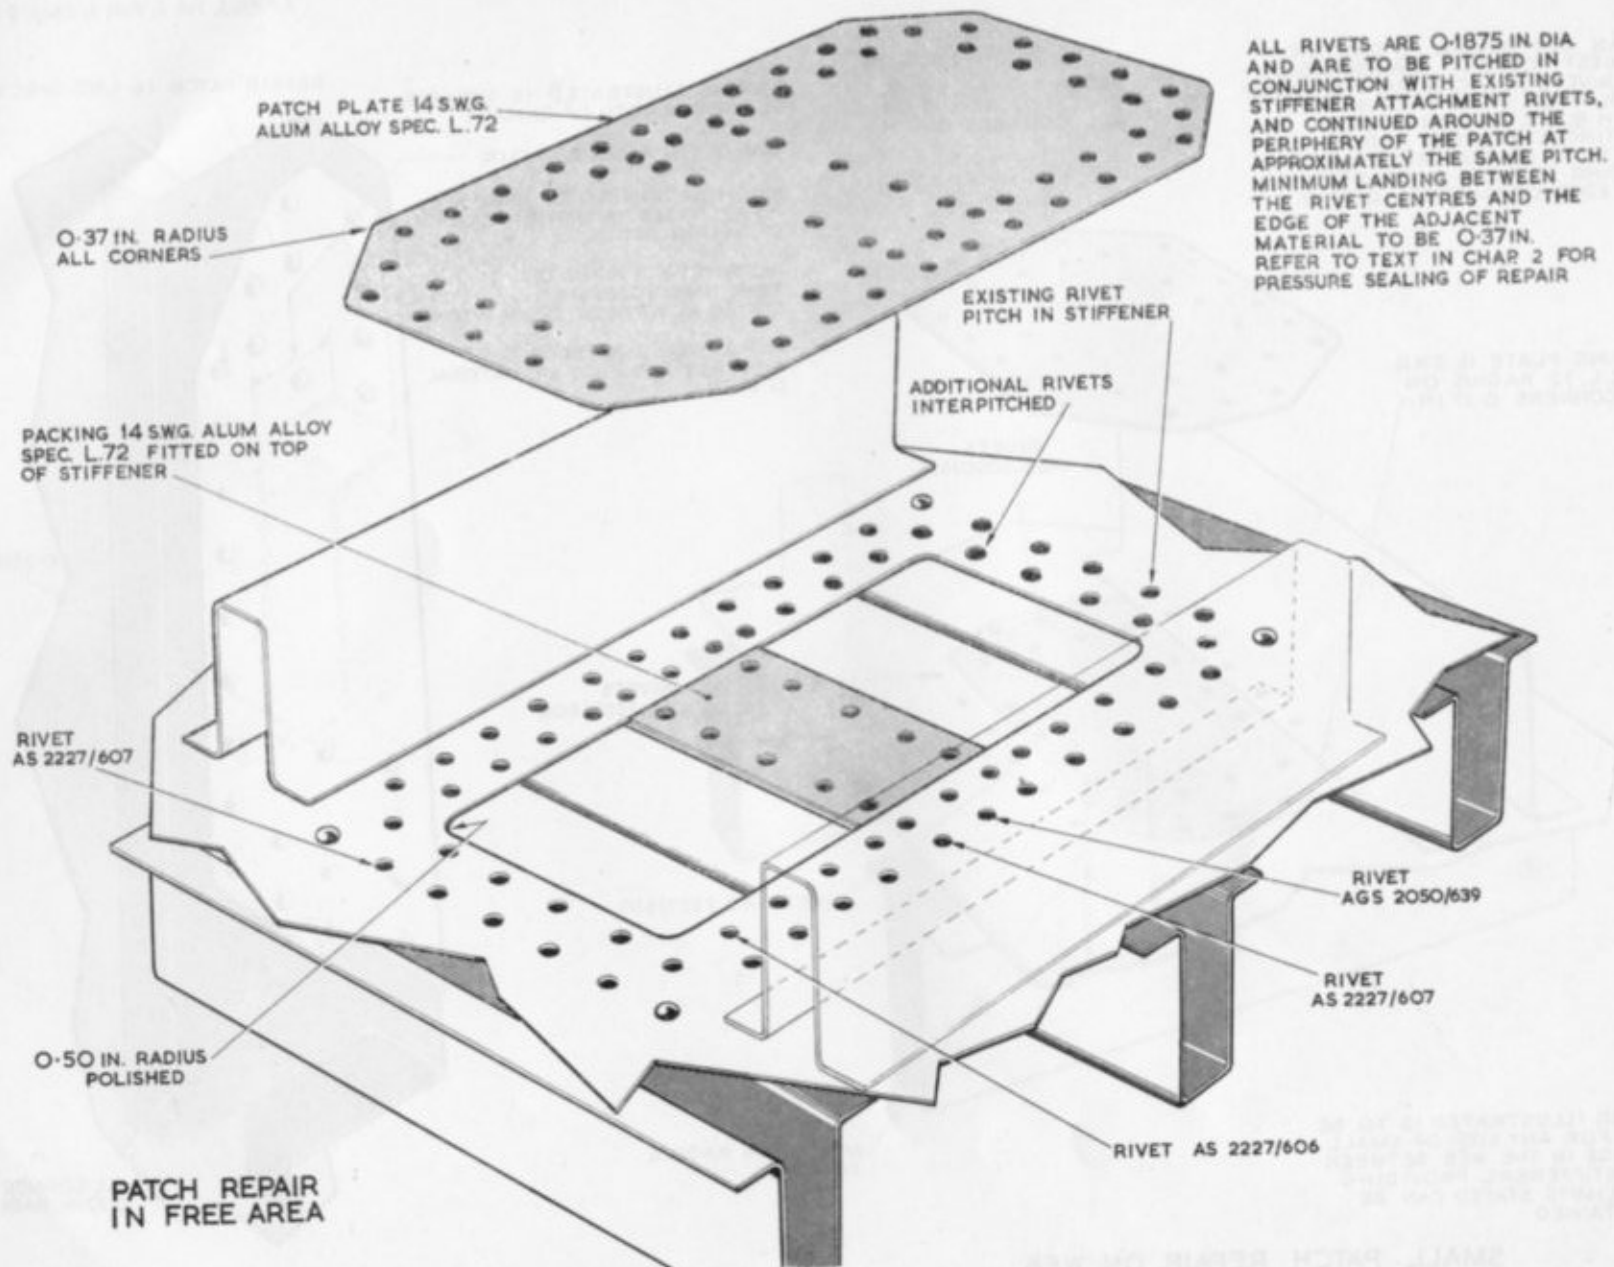 ALL RIVETS ARE 0·1875 IN. DIA.
AND ARE TO BE PITCHED IN
CONJUNCTION WITH EXISTING
STIFFENER ATTACHMENT RIVETS,
AND CONTINUED AROUND THE
PERIPHERY OF THE PATCH AT
APPROXIMATELY THE SAME PITCH.
MINIMUM LANDING BETWEEN
THE RIVET CENTRES AND THE
EDGE OF THE ADJACENT
MATERIAL TO BE 0·37 IN.
REFER TO TEXT IN CHAP. 2 FOR
PRESSURE SEALING OF REPAIR
PATCH PLATE 14 S.W.G.
ALUM ALLOY SPEC. L.72
0·37 IN. RADIUS
ALL CORNERS
EXISTING RIVET
PITCH IN STIFFENER
ADDITIONAL RIVETS
INTERPITCHED
PACKING 14 S.W.G. ALUM ALLOY
SPEC. L.72 FITTED ON TOP
OF STIFFENER
RIVET
AS 2227/607
RIVET
AGS 2050/639
RIVET
AS 2227/607
0·50 IN. RADIUS
POLISHED
RIVET AS 2227/606
PATCH REPAIR
IN FREE AREA